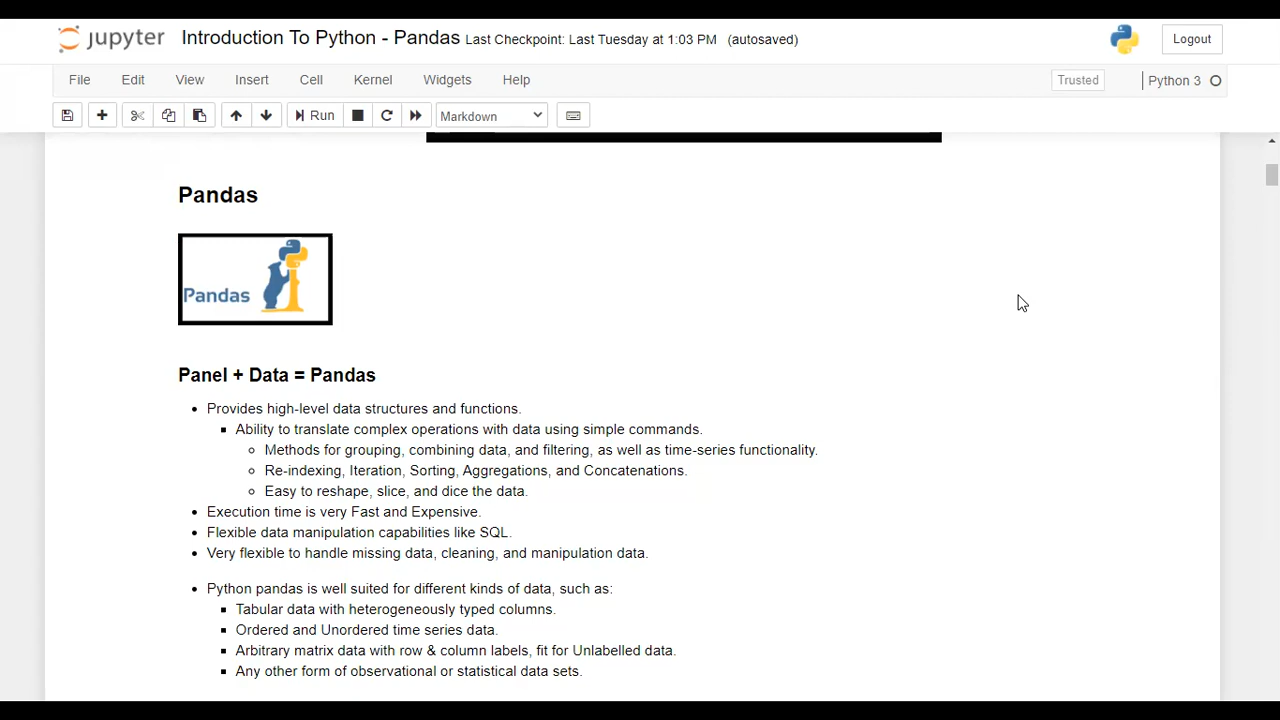 jupyter Introduction To Python - Pandas Last Checkpoint: Last Tuesday at 1:03 PM (autosaved) Logout
File Edit View Insert Cell Kernel Widgets Help Trusted Python 3
Run Markdown
Pandas
Pandas
Panel + Data = Pandas
Provides high-level data structures and functions.
Ability to translate complex operations with data using simple commands.
Methods for grouping, combining data, and filtering, as well as time-series functionality.
Re-indexing, Iteration, Sorting, Aggregations, and Concatenations.
Easy to reshape, slice, and dice the data.
Execution time is very Fast and Expensive.
Flexible data manipulation capabilities like SQL.
Very flexible to handle missing data, cleaning, and manipulation data.
Python pandas is well suited for different kinds of data, such as:
Tabular data with heterogeneously typed columns.
Ordered and Unordered time series data.
Arbitrary matrix data with row & column labels, fit for Unlabelled data.
Any other form of observational or statistical data sets.